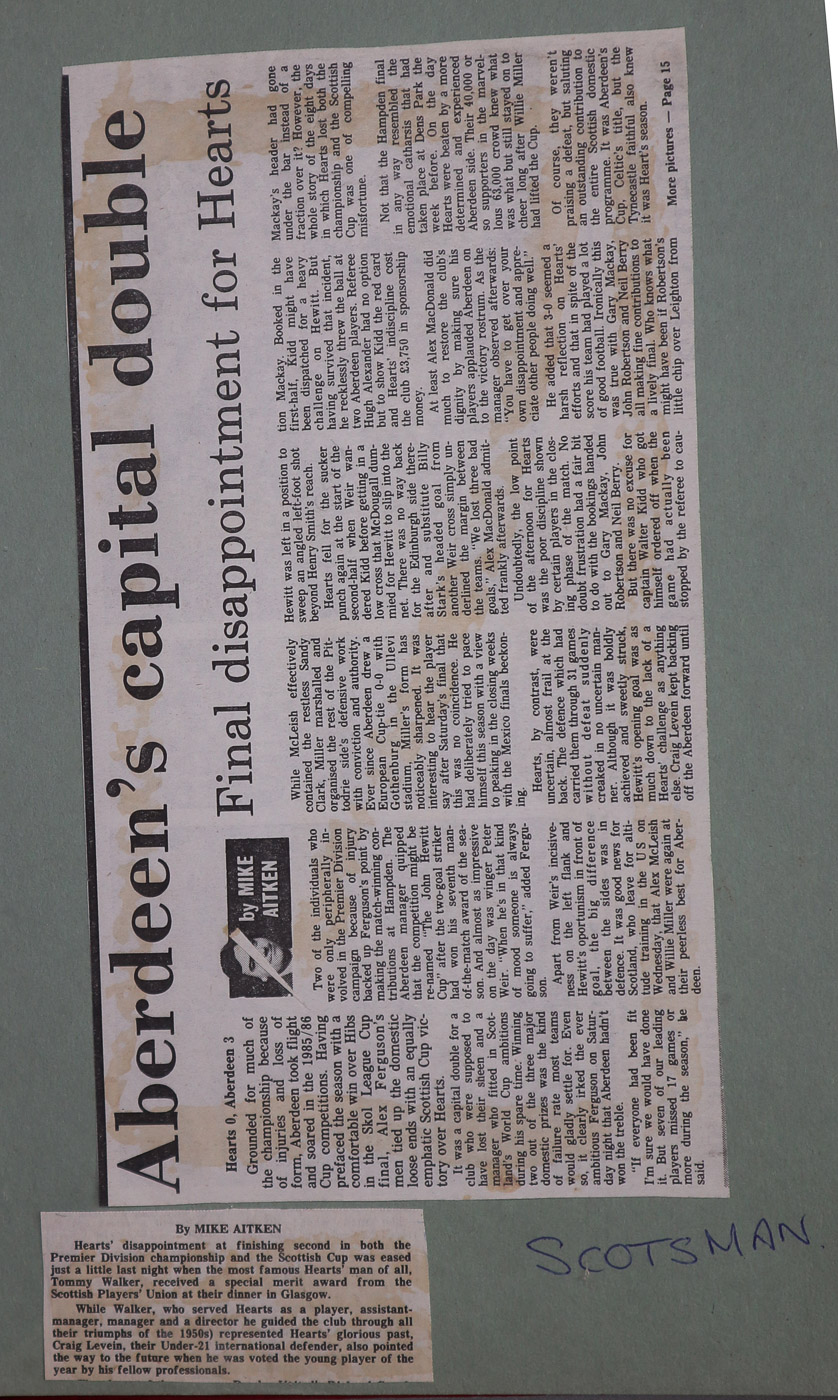 Aberdeen's capital double
Final disappointment for Hearts
Hearts 0, Aberdeen 3
Grounded for much of
the championship because
of injuries and loss of
form, Aberdeen took flight
and soared in the 1985/86
Cup competitions. Having
prefaced the season with a
comfortable win over Hibs
in the Skol League Cup
final, Alex Ferguson's
men tied up the domestic
loose ends with an equally
emphatic Scottish Cup vic-
tory over Hearts.
It was a capital double for a
club who were supposed to
have lost their sheen and a
manager who fitted in Scot-
land's World Cup ambitions
during his spare time. Winning
two out of the three major
domestic prizes was the kind
of failure rate most teams
would gladly settle for. Even
so, it clearly irked the ever
ambitious Ferguson on Satur-
day night that Aberdeen hadn't
won the treble.
"If everyone had been fit
I'm sure we would have done
it. But seven of our leading
players missed 17 games or
more during the season," he
said.
by MIKE
AITKEN
Two of the individuals who
were only peripherally in-
volved in the Premier Division
campaign because of injury
backed up Ferguson's point by
making the match-winning con-
tributions at Hampden. The
Aberdeen manager quipped
that the competition might be
re-named "The John Hewitt
Cup" after the two-goal striker
had won his seventh man-
of-the-match award of the sea-
son. And almost as impressive
on the day was winger Peter
Weir. "When he's in that kind
of mood someone is always
going to suffer," added Fergu-
son.
Apart from Weir's incisive-
ness on the left flank and
Hewitt's oportunism in front of
goal, the big difference
between the sides was in
defence. It was good news for
Scotland, who leave for alti-
tude training in the US on
Wednesday, that Alex McLeish
and Willie Miller were again at
their peerless best for Aber-
deen.
While McLeish effectively
contained the restless Sandy
Clark, Miller marshalled and
organised the rest of the Pit-
todrie side's defensive work
with conviction and authority.
Ever since Aberdeen drew a
European Cup-tie 0-0 with
Gothenburg in the Ullevi
stadium, Miller's form has
noticeably sharpened. It was
interesting to hear the player
say after Saturday's final that
this was no coincidence. He
had deliberately tried to pace
himself this season with a view
to peaking in the closing weeks
with the Mexico finals beckon-
ing.
Hearts, by contrast, were
uncertain, almost frail at the
back. The defence which had
carried them through 31 games
without defeat suddenly
creaked in no uncertain man-
ner. Although it was boldly
achieved and sweetly struck,
Hewitt's opening goal was as
much down to the lack of a
Hearts' challenge as anything
else. Craig Levein kept backing
off the Aberdeen forward until
Hewitt was left in a position to
sweep an angled left-foot shot
beyond Henry Smith's reach.
Hearts fell for the sucker
punch again at the start of the
second-half when Weir wan-
dered Kidd before getting in a
low cross that McDougall dum-
mied for Hewitt to slip into the
net. There was no way back
for the Edinburgh side there-
after and substitute Billy
Stark's headed goal from
another Weir cross simply un-
derlined the margin between
the teams. "We lost three bad
goals." Alex MacDonald admit-
ted frankly afterwards.
Undoubtedly, the low point
of the afternoon for Hearts
was the poor discipline shown
by certain players in the clos-
ing phase of the match. No
doubt frustration had a fair bit
to do with the bookings handed
out to Gary Mackay, John
Robertson and Neil Berry.
But there was no excuse for
captain Walter Kidd who got
himself ordered off when the
game had actually been
stopped by the referee to cau-
tion Mackay. Booked in the
first-half, Kidd might have
been dispatched for a heavy
challenge on Hewitt. But
having survived that incident,
he recklessly threw the ball at
two Aberdeen players. Referee
Hugh Alexander had no option
but to show Kidd the red card
and Hearts' indiscipline cost
the club £3,750 in sponsorship
money.
At least Alex MacDonald did
much to restore the club's
dignity by making sure his
players applauded Aberdeen on
to the victory rostrum. As the
manager observed afterwards:
"You have to get over your
own disappointment and appre-
ciate other people doing well."
He added that 3-0 seemed a
harsh reflection on Hearts'
efforts and that in spite of the
score his team had played a lot
of good football. Ironically this
was true with Gary Mackay,
John Robertson and Neil Berry
all making fine contributions to
a lively final. Who knows what
might have been if Robertson's
little chip over Leighton from
Mackay's header had gone
under the bar instead of a
fraction over it? However, the
whole story of the eight days
in which Hearts lost both the
championship and the Scottish
Cup was one of compelling
misfortune.
Not that the Hampden final
in any way resembled the
emotional catharsis that had
taken place at Dens Park the
week before. On the day
Hearts were beaten by a more
determined and experienced
Aberdeen side. Their 40,000 or
so supporters in the marvel-
lous 63,000 crowd knew what
was what but still stayed on to
cheer long after Willie Miller
had lifted the Cup.
Of course, they weren't
praising a defeat, but saluting
an outstanding contribution to
the entire Scottish domestic
programme. It was Aberdeen's
Cup, Celtic's title, but the
Tynecastle faithful also knew
it was Heart's season.
More pictures — Page 15
By MIKE AITKEN
Hearts' disappointment at finishing second in both the
Premier Division championship and the Scottish Cup was eased
just a little last night when the most famous Hearts' man of all,
Tommy Walker, received a special merit award from the
Scottish Players' Union at their dinner in Glasgow.
While Walker, who served Hearts as a player, assistant-
manager, manager and a director he guided the club through all
their triumphs of the 1950s) represented Hearts' glorious past,
Craig Levein, their Under-21 international defender, also pointed
the way to the future when he was voted the young player of the
year by his fellow professionals.
SCOTSMAN.